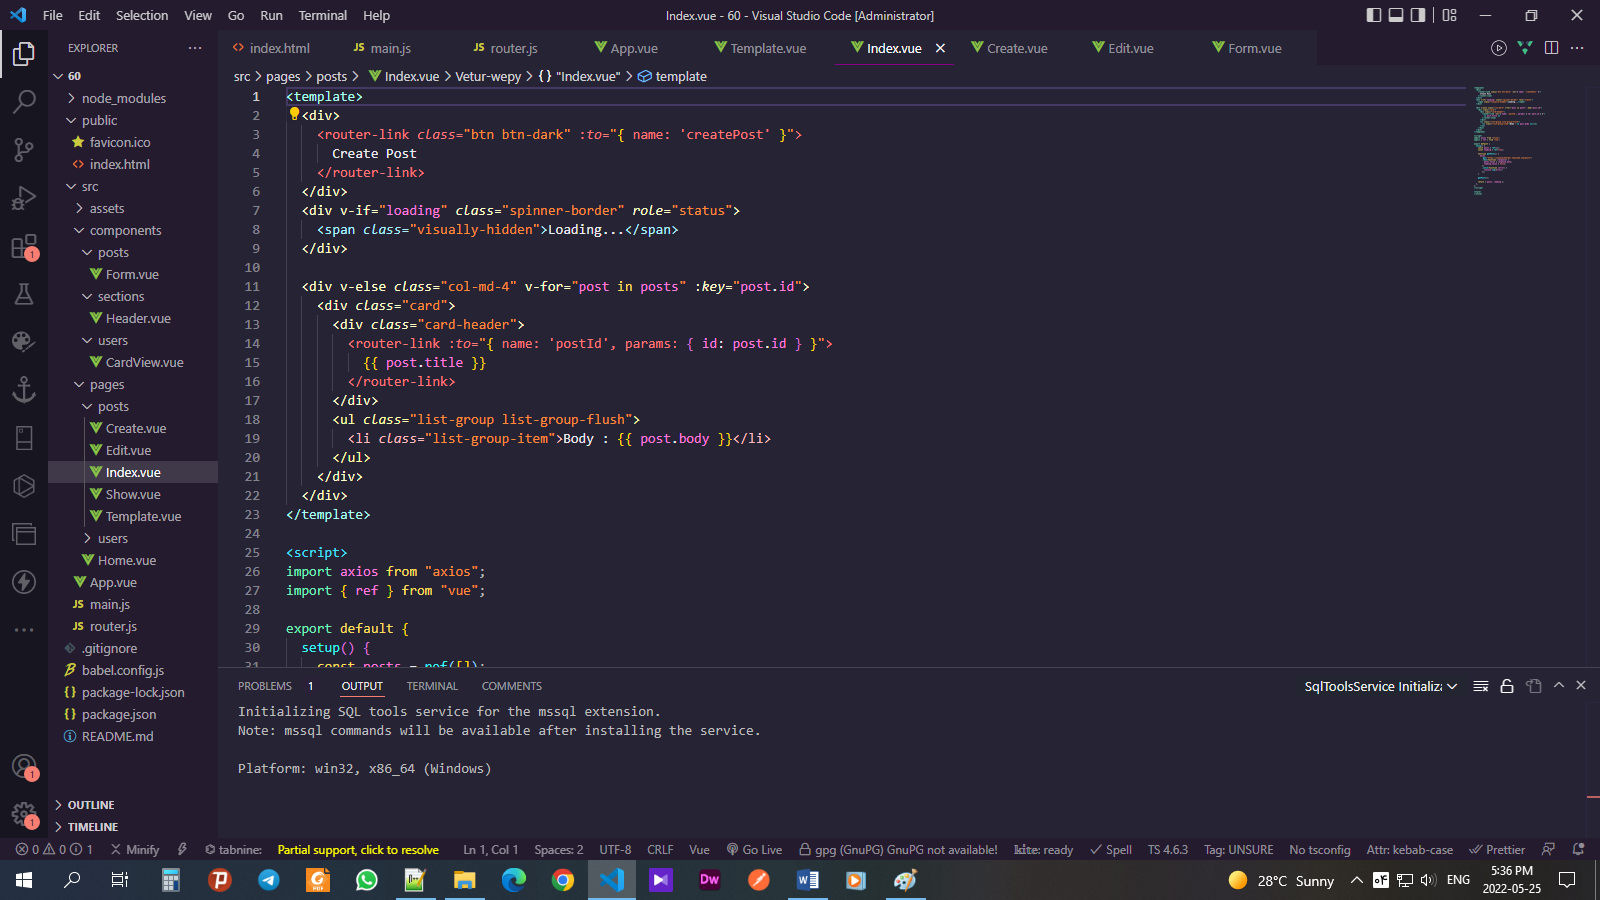 File Edit Selection View Go Run Terminal Help
Index.vue - 60 - Visual Studio Code [Administrator]
EXPLORER
60
node_modules
public
favicon.ico
index.html
src
assets
components
posts
Form.vue
sections
Header.vue
users
CardView.vue
pages
posts
Create.vue
Edit.vue
Index.vue
Show.vue
Template.vue
users
Home.vue
App.vue
JS main.js
JS router.js
.gitignore
babel.config.js
{} package-lock.json
{} package.json
README.md
OUTLINE
TIMELINE
index.html JS main.js JS router.js App.vue Template.vue Index.vue Create.vue Edit.vue Form.vue
src > pages > posts > Index.vue > Vetur-wepy > {} "Index.vue" > template
1 <template>
2 <div>
3 <router-link class="btn btn-dark" :to="{ name: 'createPost' }">
4 Create Post
5 </router-link>
6 </div>
7 <div v-if="loading" class="spinner-border" role="status">
8 <span class="visually-hidden">Loading...</span>
9 </div>
10
11 <div v-else class="col-md-4" v-for="post in posts" :key="post.id">
12 <div class="card">
13 <div class="card-header">
14 <router-link :to="{ name: 'postId', params: { id: post.id } }">
15 {{ post.title }}
16 </router-link>
17 </div>
18 <ul class="list-group list-group-flush">
19 <li class="list-group-item">Body : {{ post.body }}</li>
20 </ul>
21 </div>
22 </div>
23 </template>
24
25 <script>
26 import axios from "axios";
27 import { ref } from "vue";
28
29 export default {
30 setup() {
31 const posts = ref([]);
PROBLEMS 1 OUTPUT TERMINAL COMMENTS
SqlToolsService Initializ
Initializing SQL tools service for the mssql extension.
Note: mssql commands will be available after installing the service.
Platform: win32, x86_64 (Windows)
0 0 1 Minify tabnine: Partial support, click to resolve Ln 1, Col 1 Spaces: 2 UTF-8 CRLF Vue Go Live gpg (GnuPG) GnuPG not available! kite: ready Spell TS 4.6.3 Tag: UNSURE No tsconfig Attr: kebab-case Prettier
28°C Sunny ENG
5:36 PM
2022-05-25